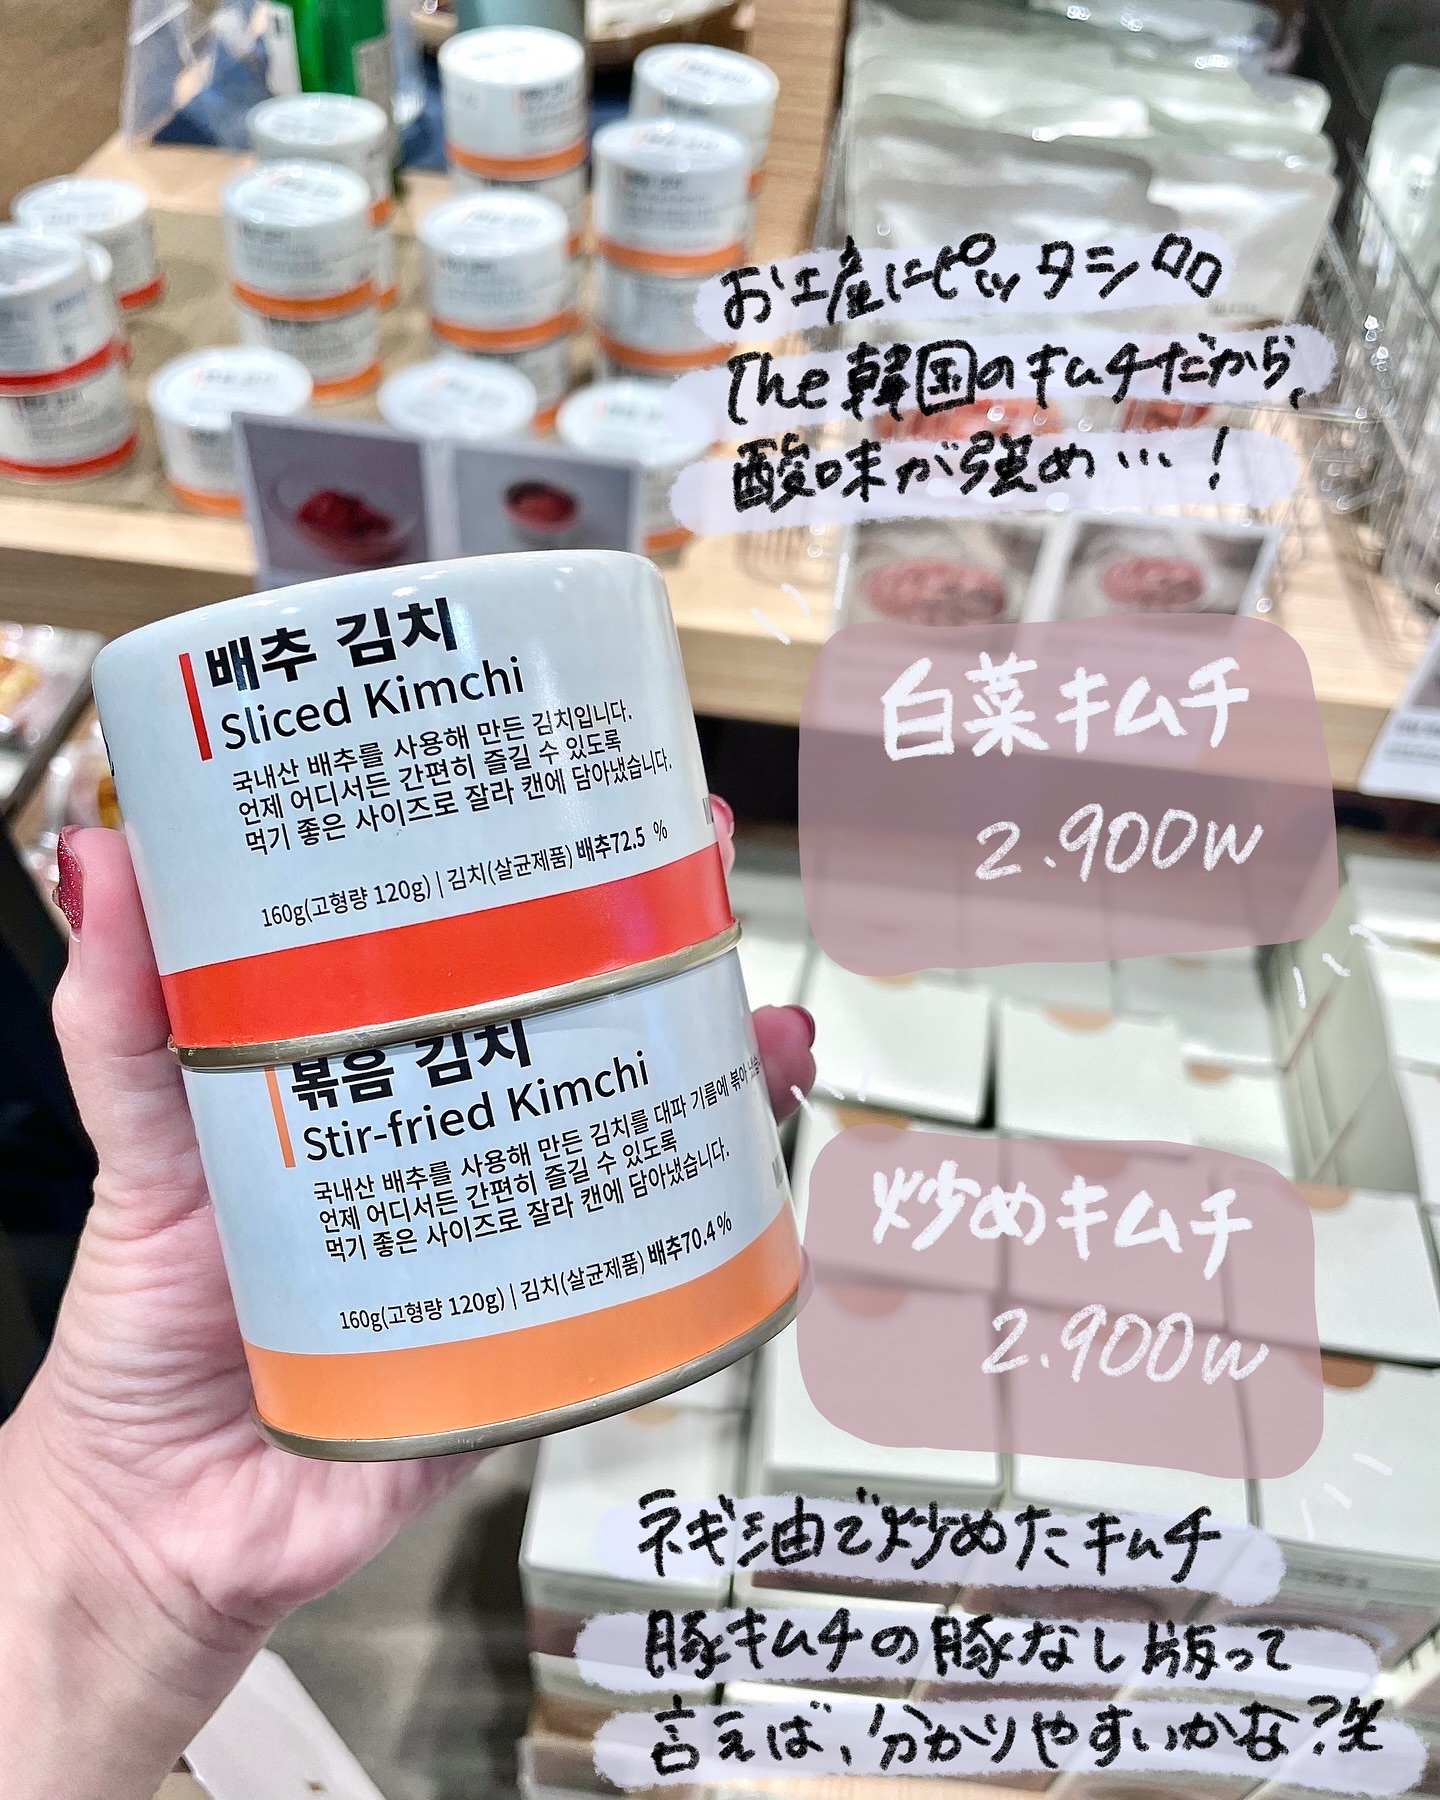 お土産にピッタシ
The 韓国のキムチだから、
酸味が強め…!
배추 김치
Sliced Kimchi
국내산 배추를 사용해 만든 김치입니다.
언제 어디서든 간편히 즐길 수 있도록
먹기 좋은 사이즈로 잘라 캔에 담아냈습니다.
160g(고형량 120g) | 김치(살균제품) 배추72.5 %
白菜キムチ
2.900w
볶음 김치
Stir-fried Kimchi
국내산 배추를 사용해 만든 김치를 대파 기름에 볶아
언제 어디서든 간편히 즐길 수 있도록
먹기 좋은 사이즈로 잘라 캔에 담아냈습니다.
160g(고형량 120g) | 김치(살균제품) 배추70.4 %
炒めキムチ
2.900w
ネギ油で炒めたキムチ
豚キムチの豚なし版って
言えば、分かりやすいかな?笑